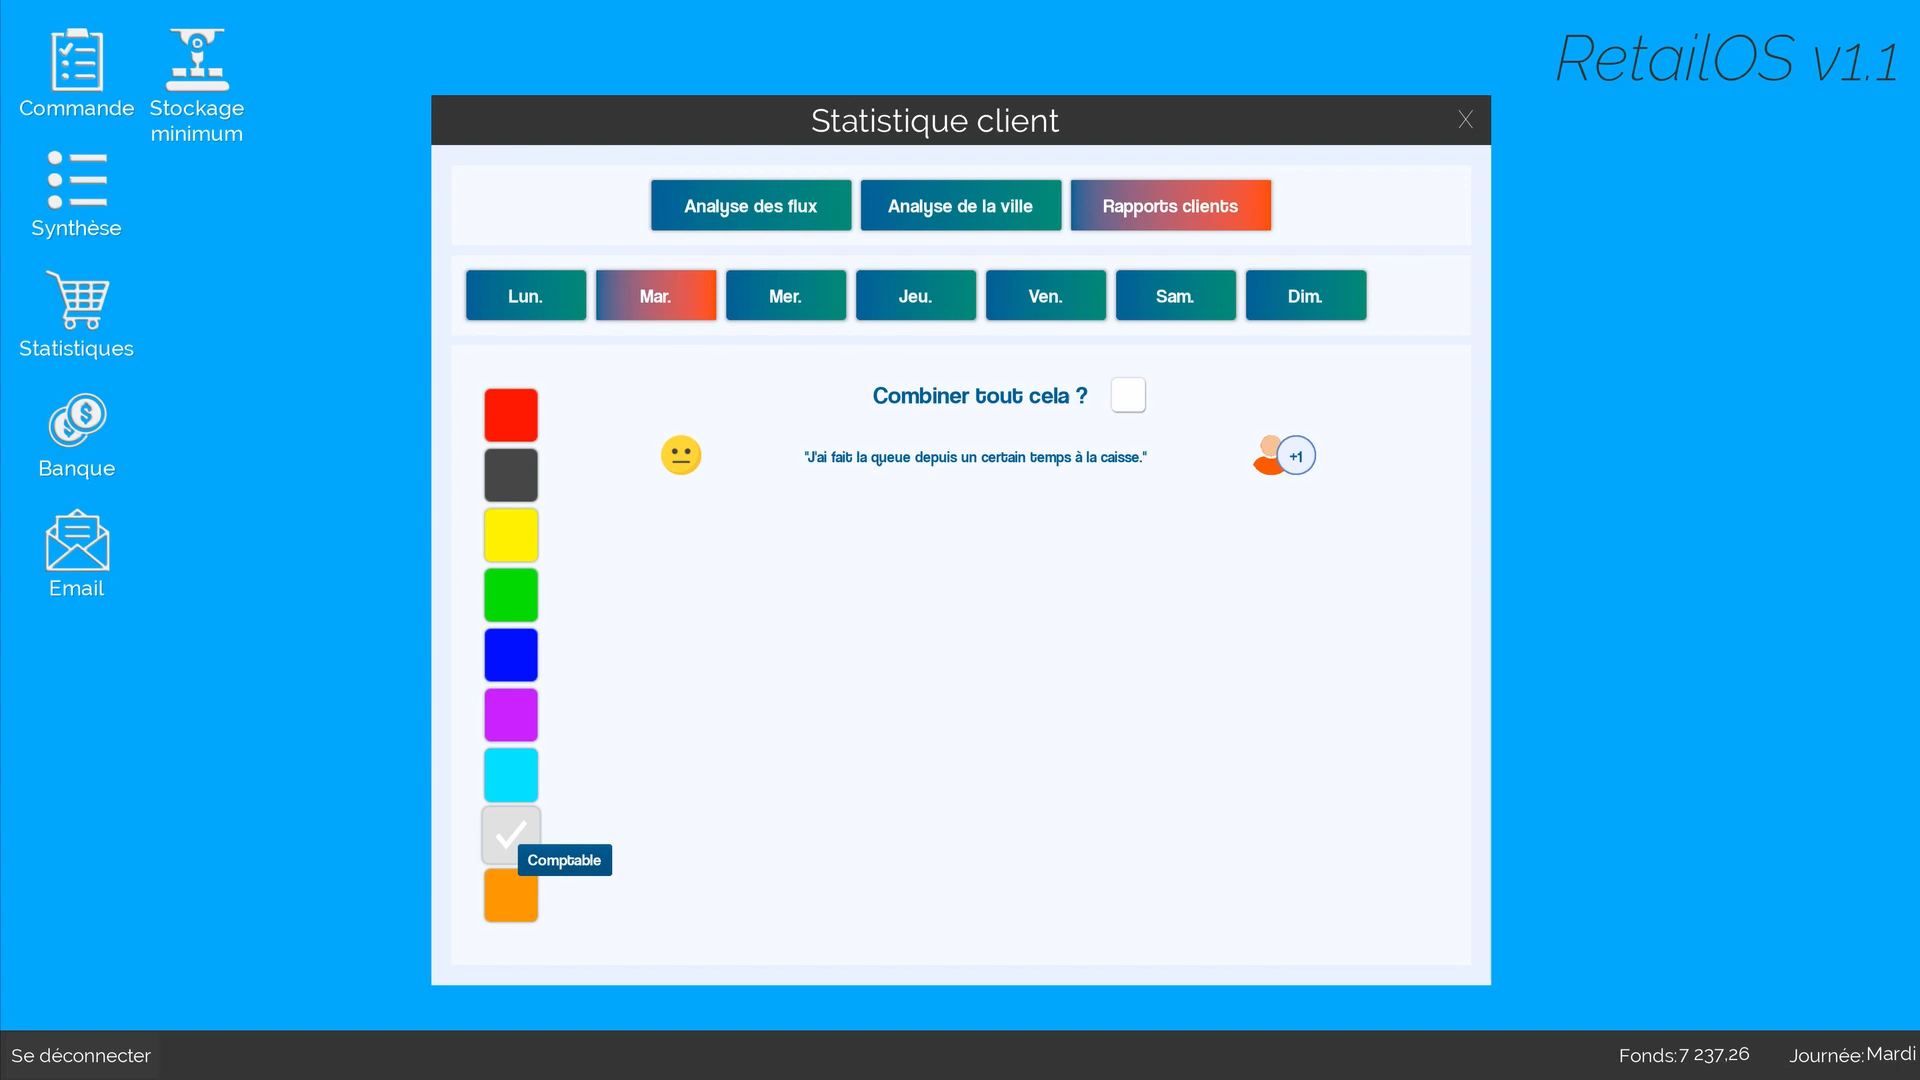 RetailOS v1.1
Commande
Stockage
minimum
Synthèse
Statistiques
Banque
Email
Statistique client
X
Analyse des flux
Analyse de la ville
Rapports clients
Lun.
Mar.
Mer.
Jeu.
Ven.
Sam.
Dim.
Combiner tout cela ?
"J'ai fait la queue depuis un certain temps à la caisse."
+1
Comptable
Se déconnecter
Fonds: 7 237,26
Journée: Mardi